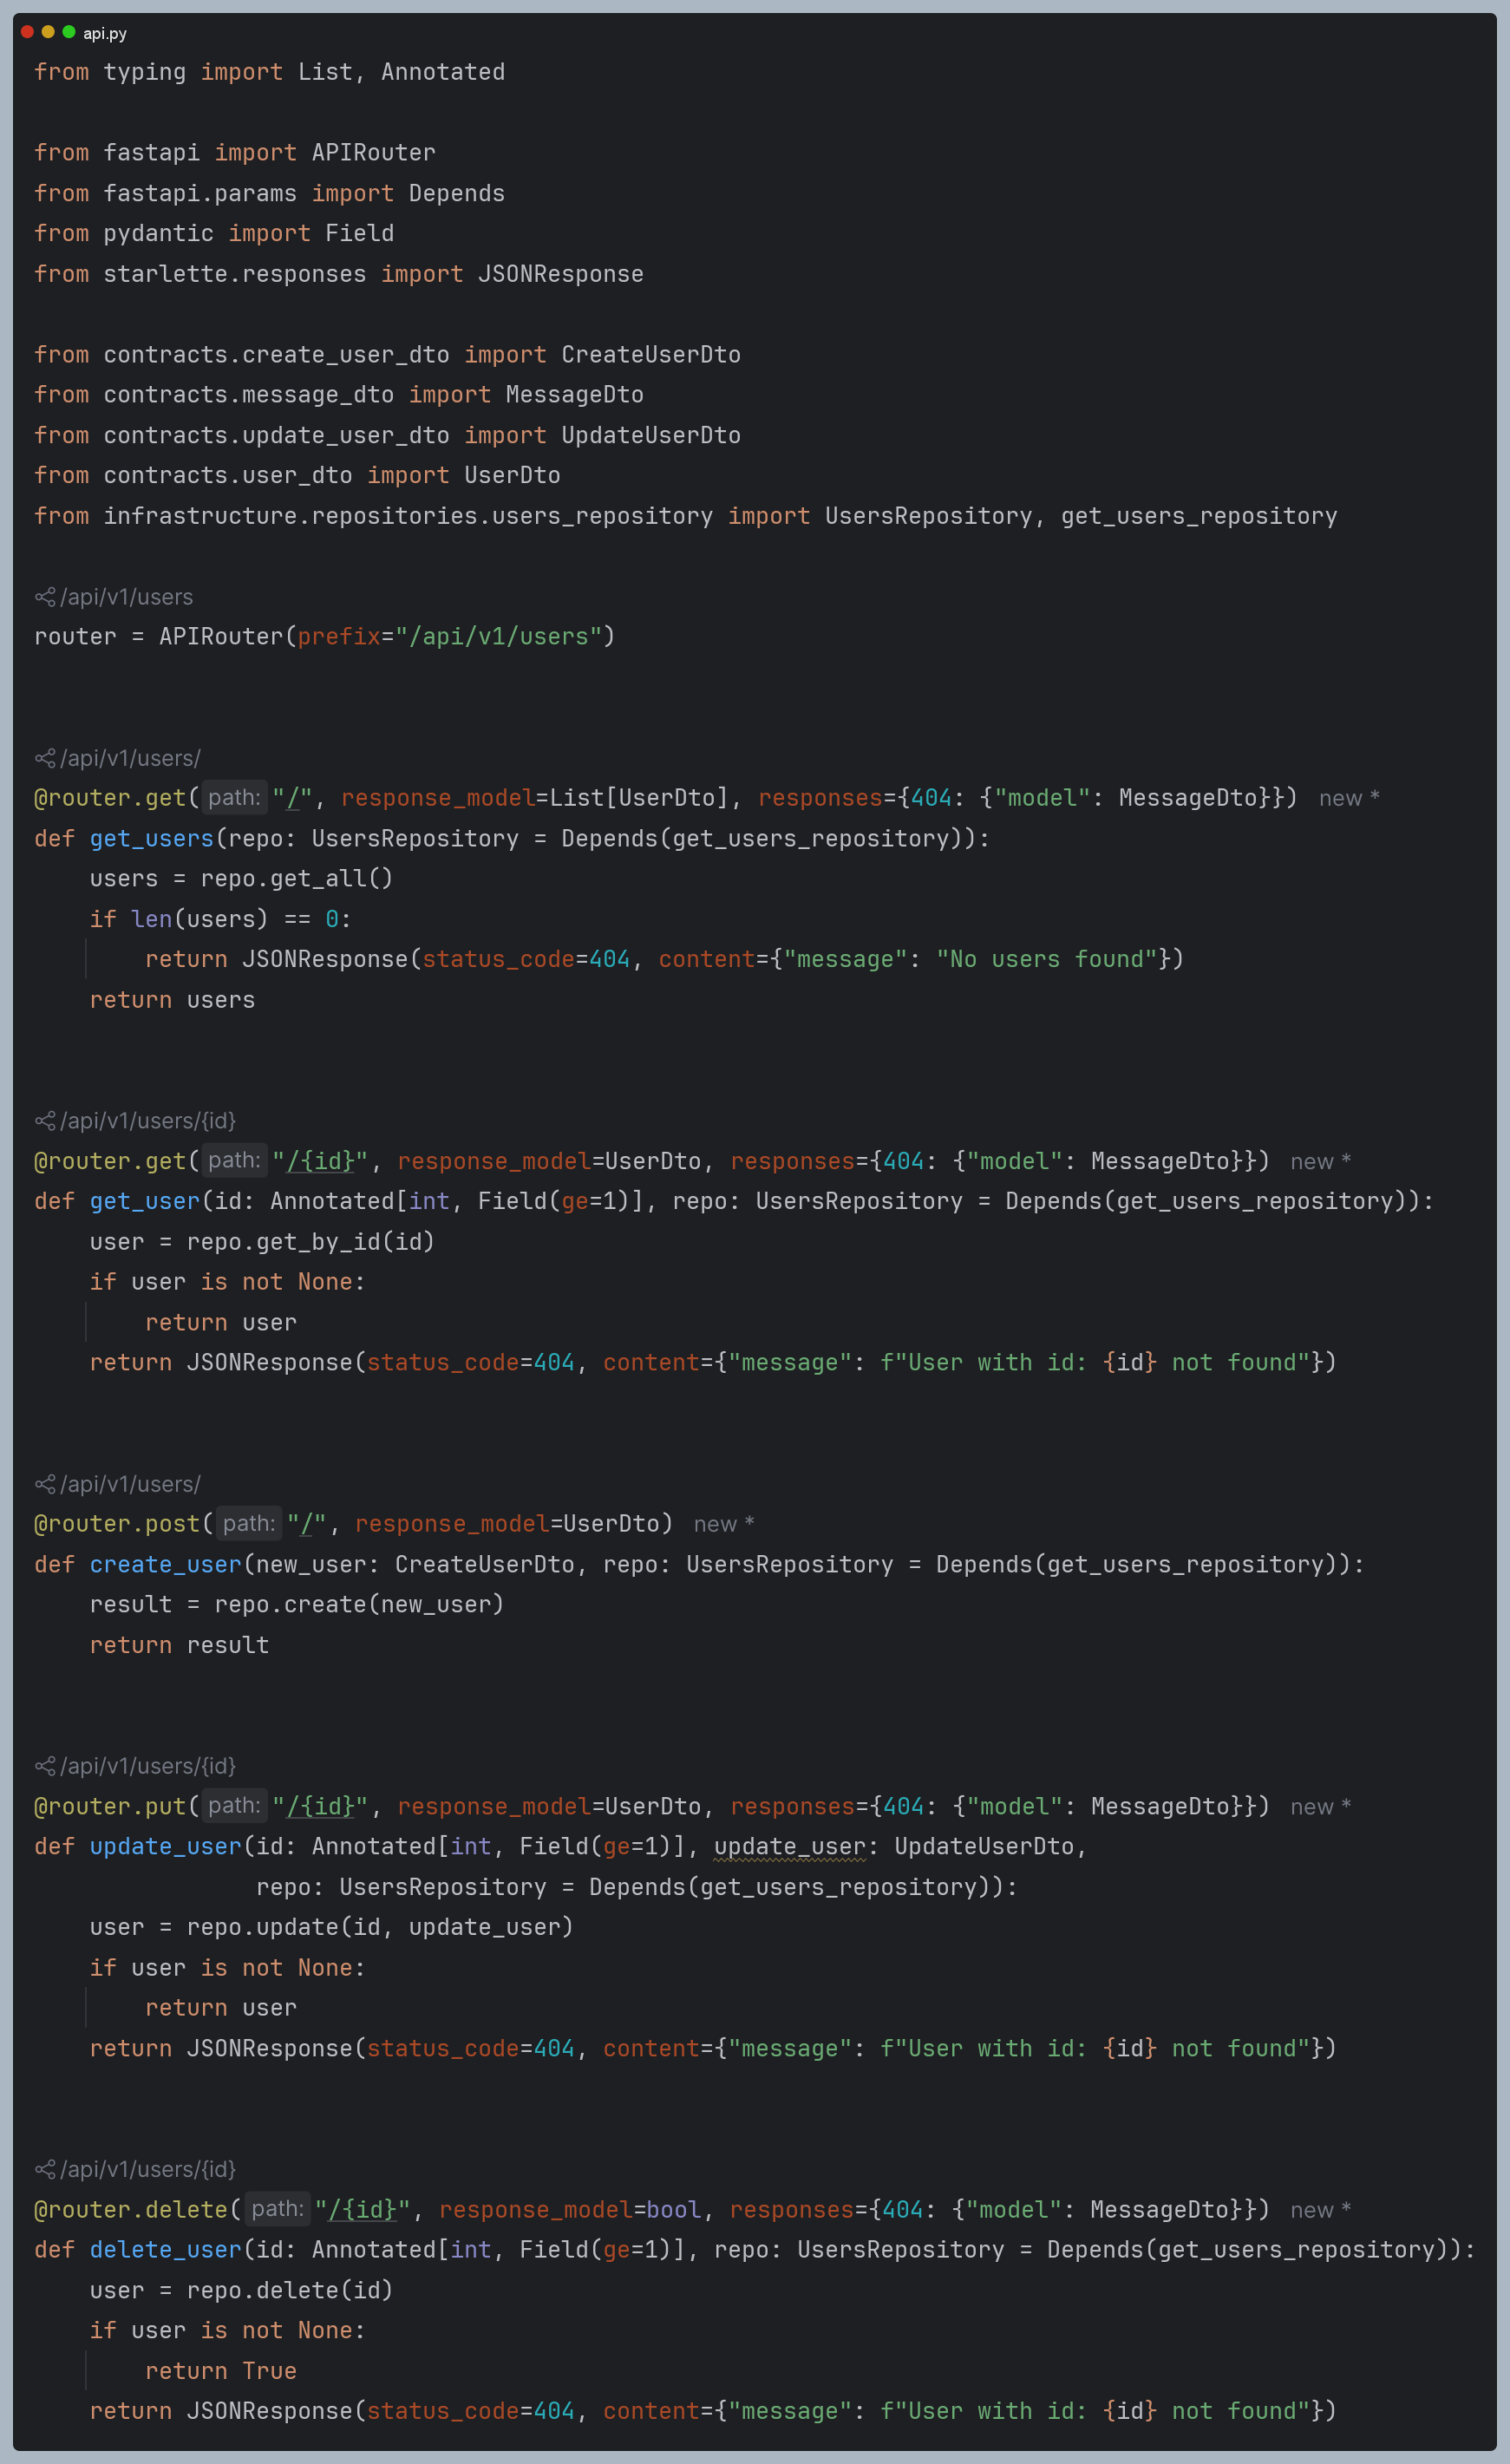 api.py
from typing import List, Annotated

from fastapi import APIRouter
from fastapi.params import Depends
from pydantic import Field
from starlette.responses import JSONResponse

from contracts.create_user_dto import CreateUserDto
from contracts.message_dto import MessageDto
from contracts.update_user_dto import UpdateUserDto
from contracts.user_dto import UserDto
from infrastructure.repositories.users_repository import UsersRepository, get_users_repository

/api/v1/users
router = APIRouter(prefix="/api/v1/users")


/api/v1/users/
@router.get(path: "/", response_model=List[UserDto], responses={404: {"model": MessageDto}}) new *
def get_users(repo: UsersRepository = Depends(get_users_repository)):
    users = repo.get_all()
    if len(users) == 0:
        return JSONResponse(status_code=404, content={"message": "No users found"})
    return users


/api/v1/users/{id}
@router.get(path: "/{id}", response_model=UserDto, responses={404: {"model": MessageDto}}) new *
def get_user(id: Annotated[int, Field(ge=1)], repo: UsersRepository = Depends(get_users_repository)):
    user = repo.get_by_id(id)
    if user is not None:
        return user
    return JSONResponse(status_code=404, content={"message": f"User with id: {id} not found"})


/api/v1/users/
@router.post(path: "/", response_model=UserDto) new *
def create_user(new_user: CreateUserDto, repo: UsersRepository = Depends(get_users_repository)):
    result = repo.create(new_user)
    return result


/api/v1/users/{id}
@router.put(path: "/{id}", response_model=UserDto, responses={404: {"model": MessageDto}}) new *
def update_user(id: Annotated[int, Field(ge=1)], update_user: UpdateUserDto,
                repo: UsersRepository = Depends(get_users_repository)):
    user = repo.update(id, update_user)
    if user is not None:
        return user
    return JSONResponse(status_code=404, content={"message": f"User with id: {id} not found"})


/api/v1/users/{id}
@router.delete(path: "/{id}", response_model=bool, responses={404: {"model": MessageDto}}) new *
def delete_user(id: Annotated[int, Field(ge=1)], repo: UsersRepository = Depends(get_users_repository)):
    user = repo.delete(id)
    if user is not None:
        return True
    return JSONResponse(status_code=404, content={"message": f"User with id: {id} not found"})